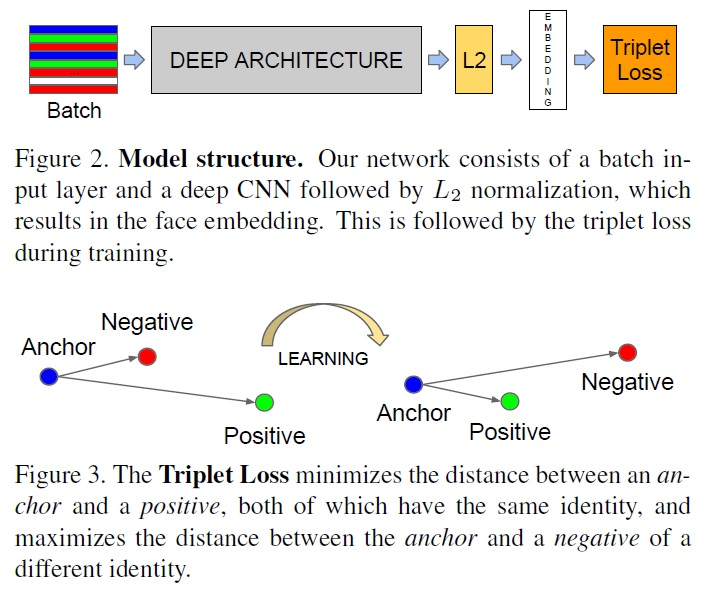 Batch
DEEP ARCHITECTURE
L2
EMBEDDING
Triplet
Loss
Figure 2. Model structure. Our network consists of a batch in-
put layer and a deep CNN followed by L2 normalization, which
results in the face embedding. This is followed by the triplet loss
during training.
Anchor
Negative
Positive
LEARNING
Anchor
Positive
Negative
Figure 3. The Triplet Loss minimizes the distance between an an-
chor and a positive, both of which have the same identity, and
maximizes the distance between the anchor and a negative of a
different identity.